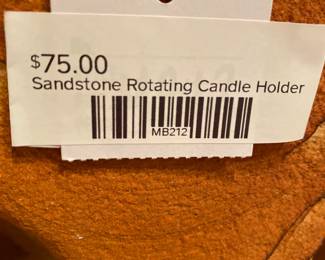 $75.00
Sandstone Rotating Candle Holder
MB212